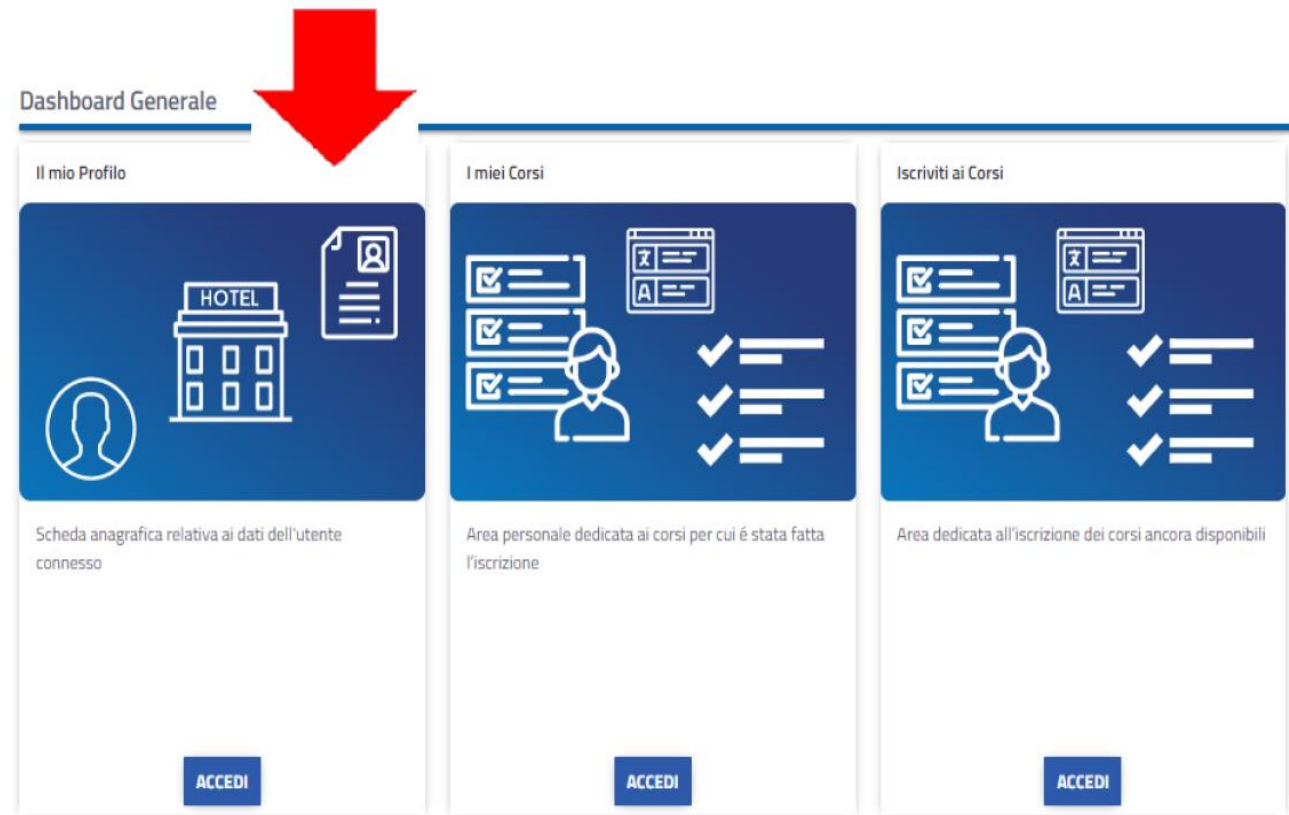 Dashboard Generale
Il mio Profilo
HOTEL
Scheda anagrafica relativa ai dati dell'utente
connesso
ACCEDI
I miei Corsi
文
A
Area personale dedicata ai corsi per cui é stata fatta
l'iscrizione
ACCEDI
Iscriviti ai Corsi
文
A
Area dedicata all'iscrizione dei corsi ancora disponibili
ACCEDI